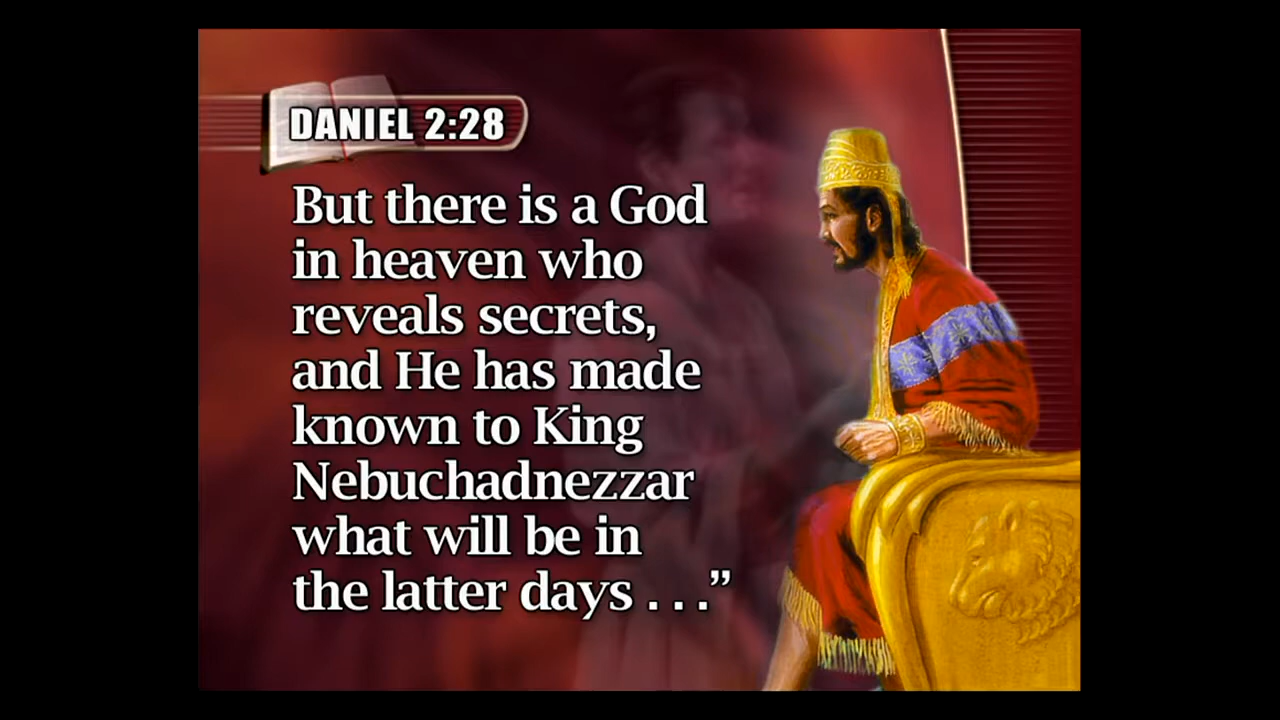 DANIEL 2:28
But there is a God
in heaven who
reveals secrets,
and He has made
known to King
Nebuchadnezzar
what will be in
the latter days . . .”